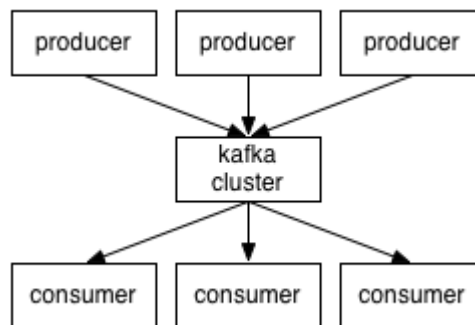 producer
producer
producer
kafka
cluster
consumer
consumer
consumer